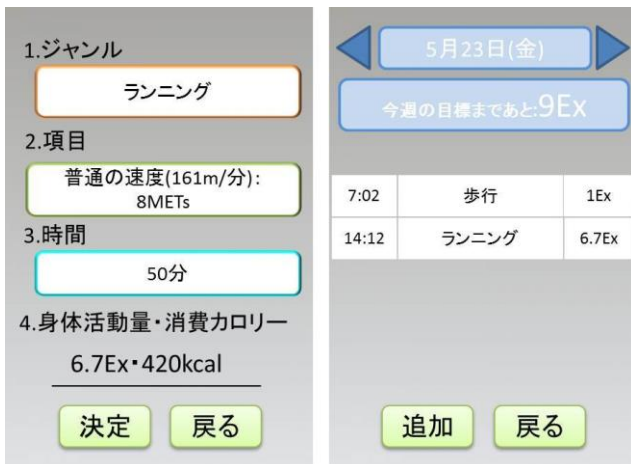 1.ジャンル
ランニング
2.項目
普通の速度(161m/分):
8METs
3.時間
50分
4.身体活動量・消費カロリー
6.7Ex・420kcal
決定
戻る
5月23日(金)
今週の目標まであと:9Ex
7:02 歩行 1Ex
14:12 ランニング 6.7Ex
追加
戻る